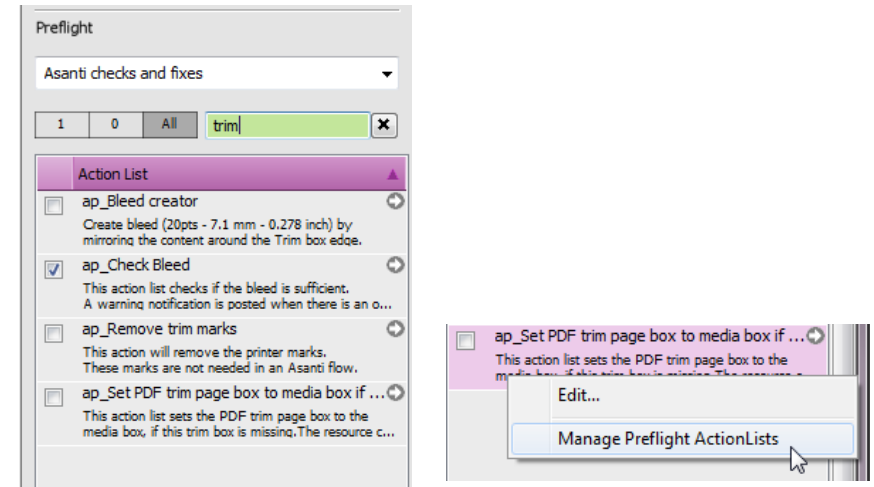 Preflight
Asanti checks and fixes
1 0 All trim
Action List
ap_Bleed creator
Create bleed (20pts - 7.1 mm - 0.278 inch) by
mirroring the content around the Trim box edge.
ap_Check Bleed
This action list checks if the bleed is sufficient.
A warning notification is posted when there is an o...
ap_Remove trim marks
This action will remove the printer marks.
These marks are not needed in an Asanti flow.
ap_Set PDF trim page box to media box if ...
This action list sets the PDF trim page box to the
media box, if this trim box is missing.The resource c...
ap_Set PDF trim page box to media box if ...
This action list sets the PDF trim page box to the
Edit...
Manage Preflight ActionLists